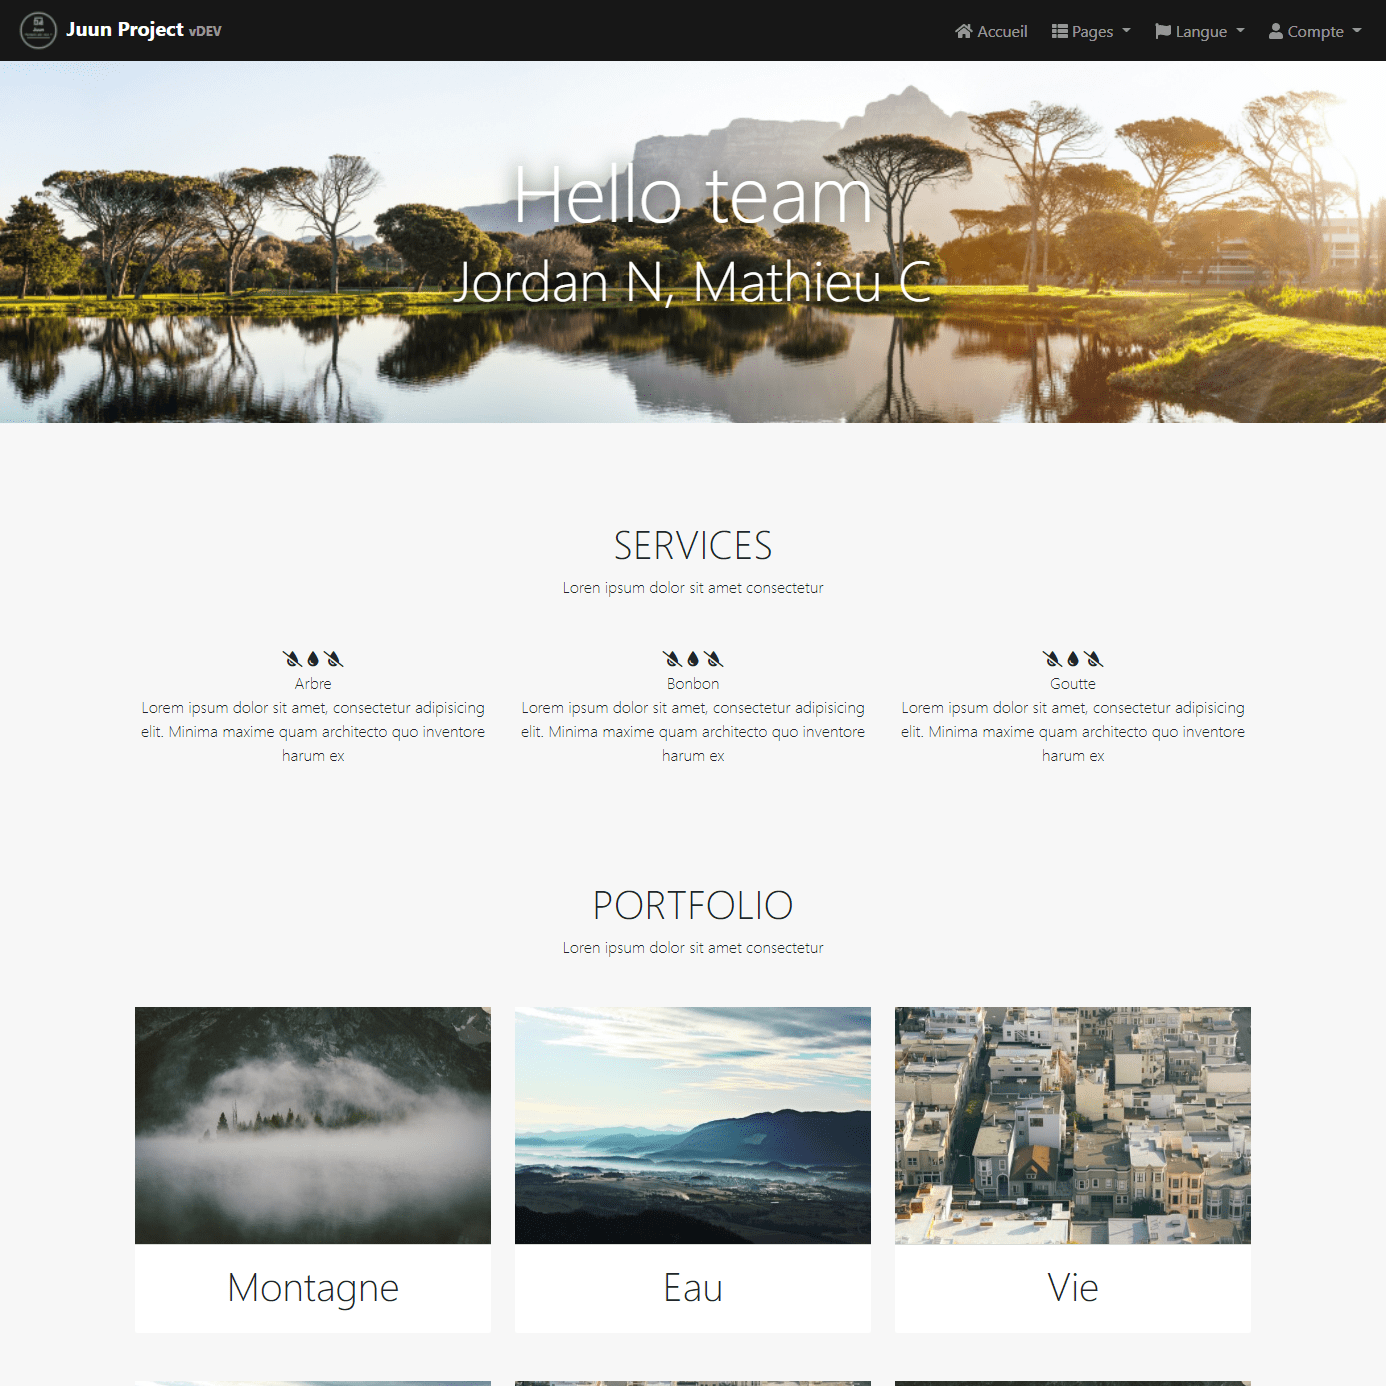 Juun Project vDEV
Accueil
Pages
Langue
Compte
Hello team
Jordan N, Mathieu C
SERVICES
Loren ipsum dolor sit amet consectetur
Arbre
Lorem ipsum dolor sit amet, consectetur adipisicing
elit. Minima maxime quam architecto quo inventore
harum ex
Bonbon
Lorem ipsum dolor sit amet, consectetur adipisicing
elit. Minima maxime quam architecto quo inventore
harum ex
Goutte
Lorem ipsum dolor sit amet, consectetur adipisicing
elit. Minima maxime quam architecto quo inventore
harum ex
PORTFOLIO
Loren ipsum dolor sit amet consectetur
Montagne
Eau
Vie